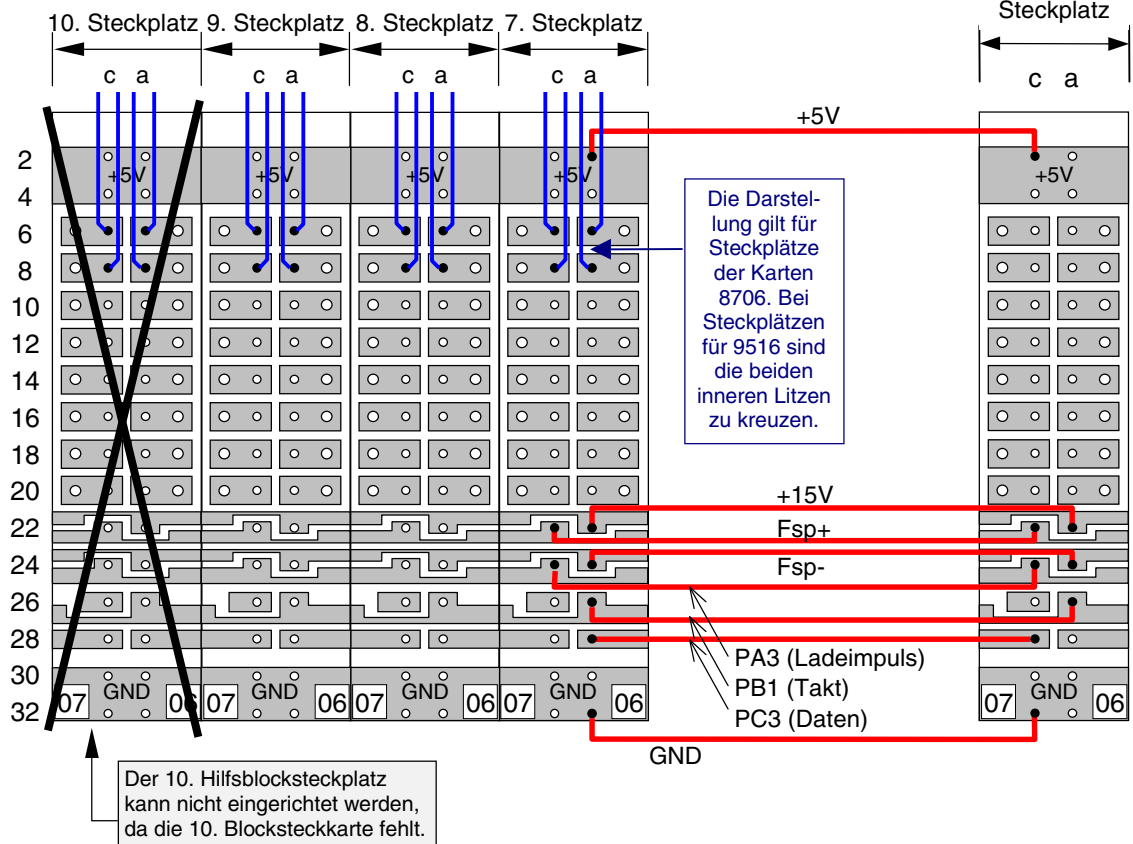 10. Steckplatz 9. Steckplatz 8. Steckplatz 7. Steckplatz Steckplatz
c a c a c a c a c a
+5V
2
+5V +5V +5V +5V +5V
4
6
8
10
12
14
16
18
20
22
24
26
28
30
32
Die Darstel-
lung gilt für
Steckplätze
der Karten
8706. Bei
Steckplätzen
für 9516 sind
die beiden
inneren Litzen
zu kreuzen.
+15V
Fsp+
Fsp-
PA3 (Ladeimpuls)
PB1 (Takt)
PC3 (Daten)
07 GND 06 07 GND 06 07 GND 06 07 GND 06 07 GND 06
GND
Der 10. Hilfsblocksteckplatz
kann nicht eingerichtet werden,
da die 10. Blocksteckkarte fehlt.